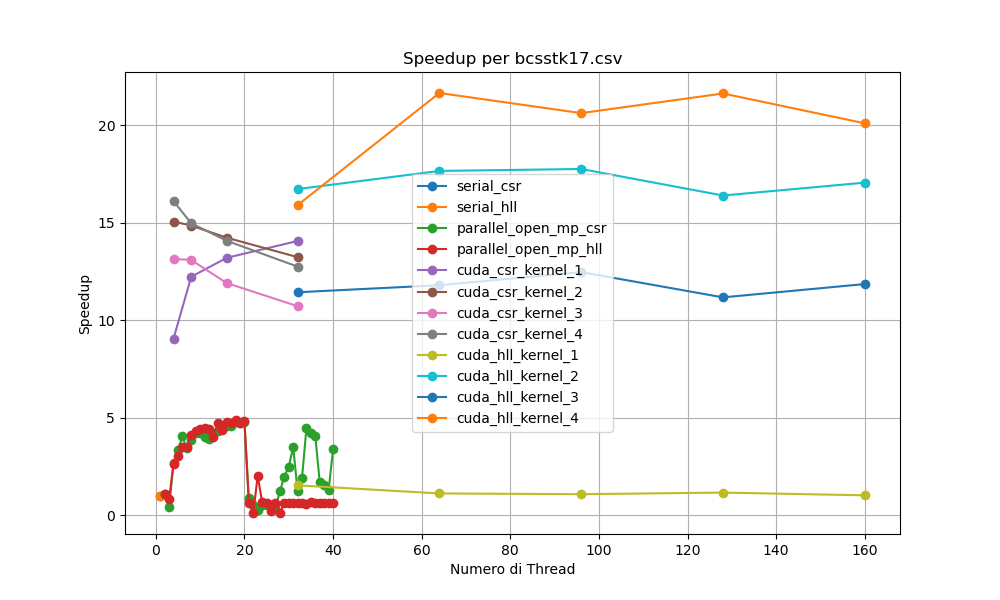 Speedup per bcsstk17.csv
Speedup
20
15
10
5
0
serial_csr
serial_hll
parallel_open_mp_csr
parallel_open_mp_hll
cuda_csr_kernel_1
cuda_csr_kernel_2
cuda_csr_kernel_3
cuda_csr_kernel_4
cuda_hll_kernel_1
cuda_hll_kernel_2
cuda_hll_kernel_3
cuda_hll_kernel_4
0 20 40 60 80 100 120 140 160
Numero di Thread